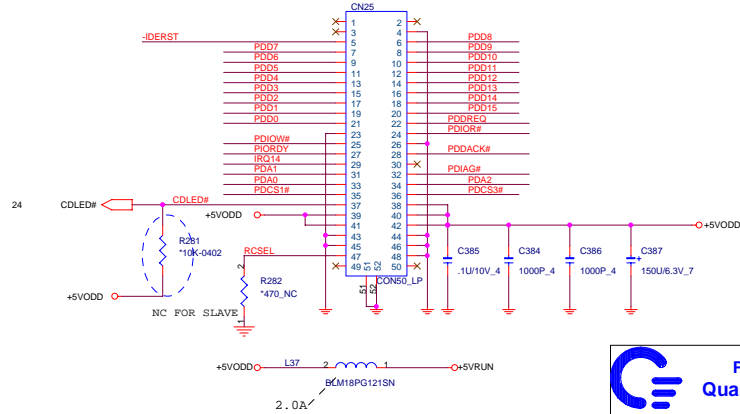 CN25
1 2
3 4
-IDERST 5 6 PDD8
PDD7 7 8 PDD9
PDD6 9 10 PDD10
PDD5 11 12 PDD11
PDD4 13 14 PDD12
PDD3 15 16 PDD13
PDD2 17 18 PDD14
PDD1 19 20 PDD15
PDD0 21 22 PDDREQ
23 24 PDIOR#
PDIOW# 25 26
PIORDY 27 28 PDDACK#
IRQ14 29 30
PDA1 31 32 PDIAG#
PDA0 33 34 PDA2
PDCS1# 35 36 PDCS3#
24 CDLED# CDLED# 37 38
+5VODD 39 40
41 42 +5VODD
43 44
45 46
RCSEL 47 48
49 50
51 52
CON50_LP
R281
*10K-0402
+5VODD
NC FOR SLAVE
2
R282
*470_NC
1
C385
.1U/10V_4
C384
1000P_4
C386
1000P_4
C387
+
150U/6.3V_7
+5VODD L37 2 1 +5VRUN
BLM18PG121SN
2.0A
P
Qua